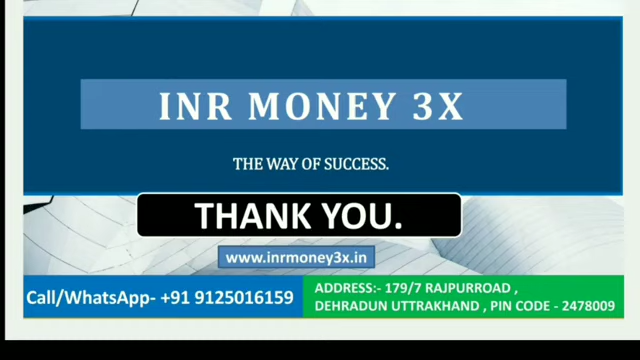 INR MONEY 3X
THE WAY OF SUCCESS.
THANK YOU.
www.inrmoney3x.in
Call/WhatsApp- +91 9125016159
ADDRESS:- 179/7 RAJPURROAD ,
DEHRADUN UTTRAKHAND , PIN CODE - 2478009